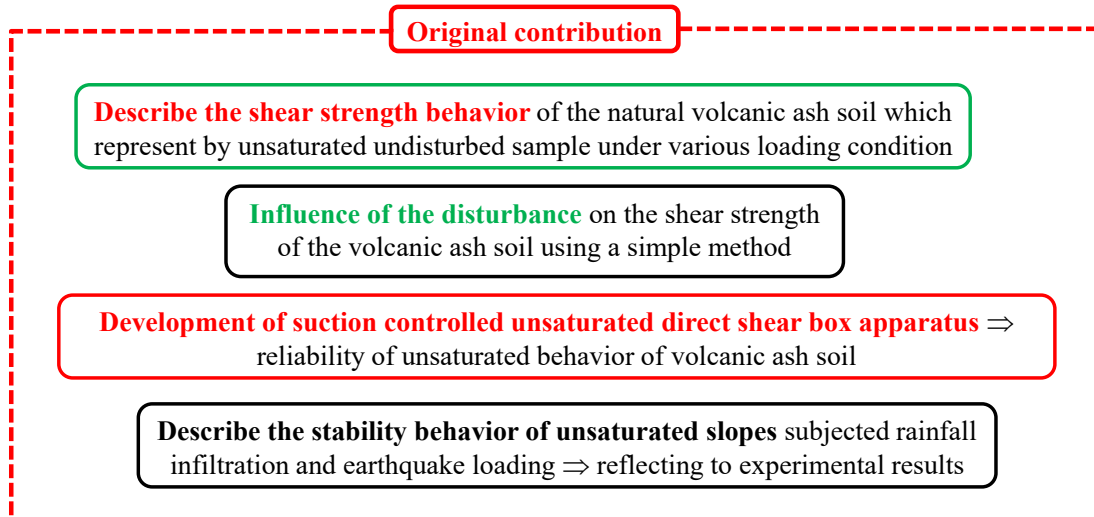 Original contribution
Describe the shear strength behavior of the natural volcanic ash soil which
represent by unsaturated undisturbed sample under various loading condition
Influence of the disturbance on the shear strength
of the volcanic ash soil using a simple method
Development of suction controlled unsaturated direct shear box apparatus ⇒
reliability of unsaturated behavior of volcanic ash soil
Describe the stability behavior of unsaturated slopes subjected rainfall
infiltration and earthquake loading ⇒ reflecting to experimental results